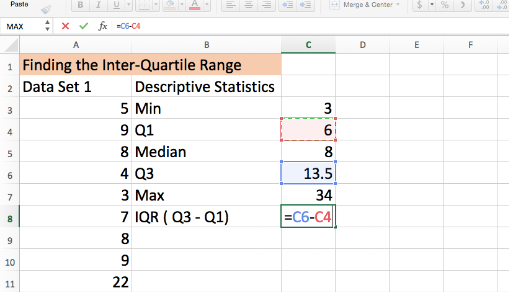 Paste B I U A Merge & Center $ % )
MAX fx =C6-C4
A B C D E F
1 Finding the Inter-Quartile Range
2 Data Set 1 Descriptive Statistics
3 5 Min 3
4 9 Q1 6
5 8 Median 8
6 4 Q3 13.5
7 3 Max 34
8 7 IQR ( Q3 - Q1) =C6-C4
9 8
10 9
11 22